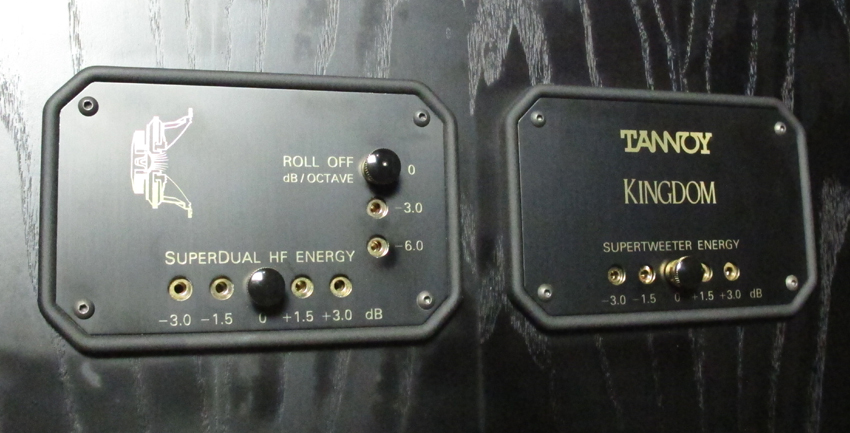 ROLL OFF
dB / OCTAVE
0
-3.0
-6.0
SUPERDUAL HF ENERGY
-3.0 -1.5 0 +1.5 +3.0 dB
TANNOY
KINGDOM
SUPERTWEETER ENERGY
-3.0 -1.5 0 +1.5 +3.0 dB